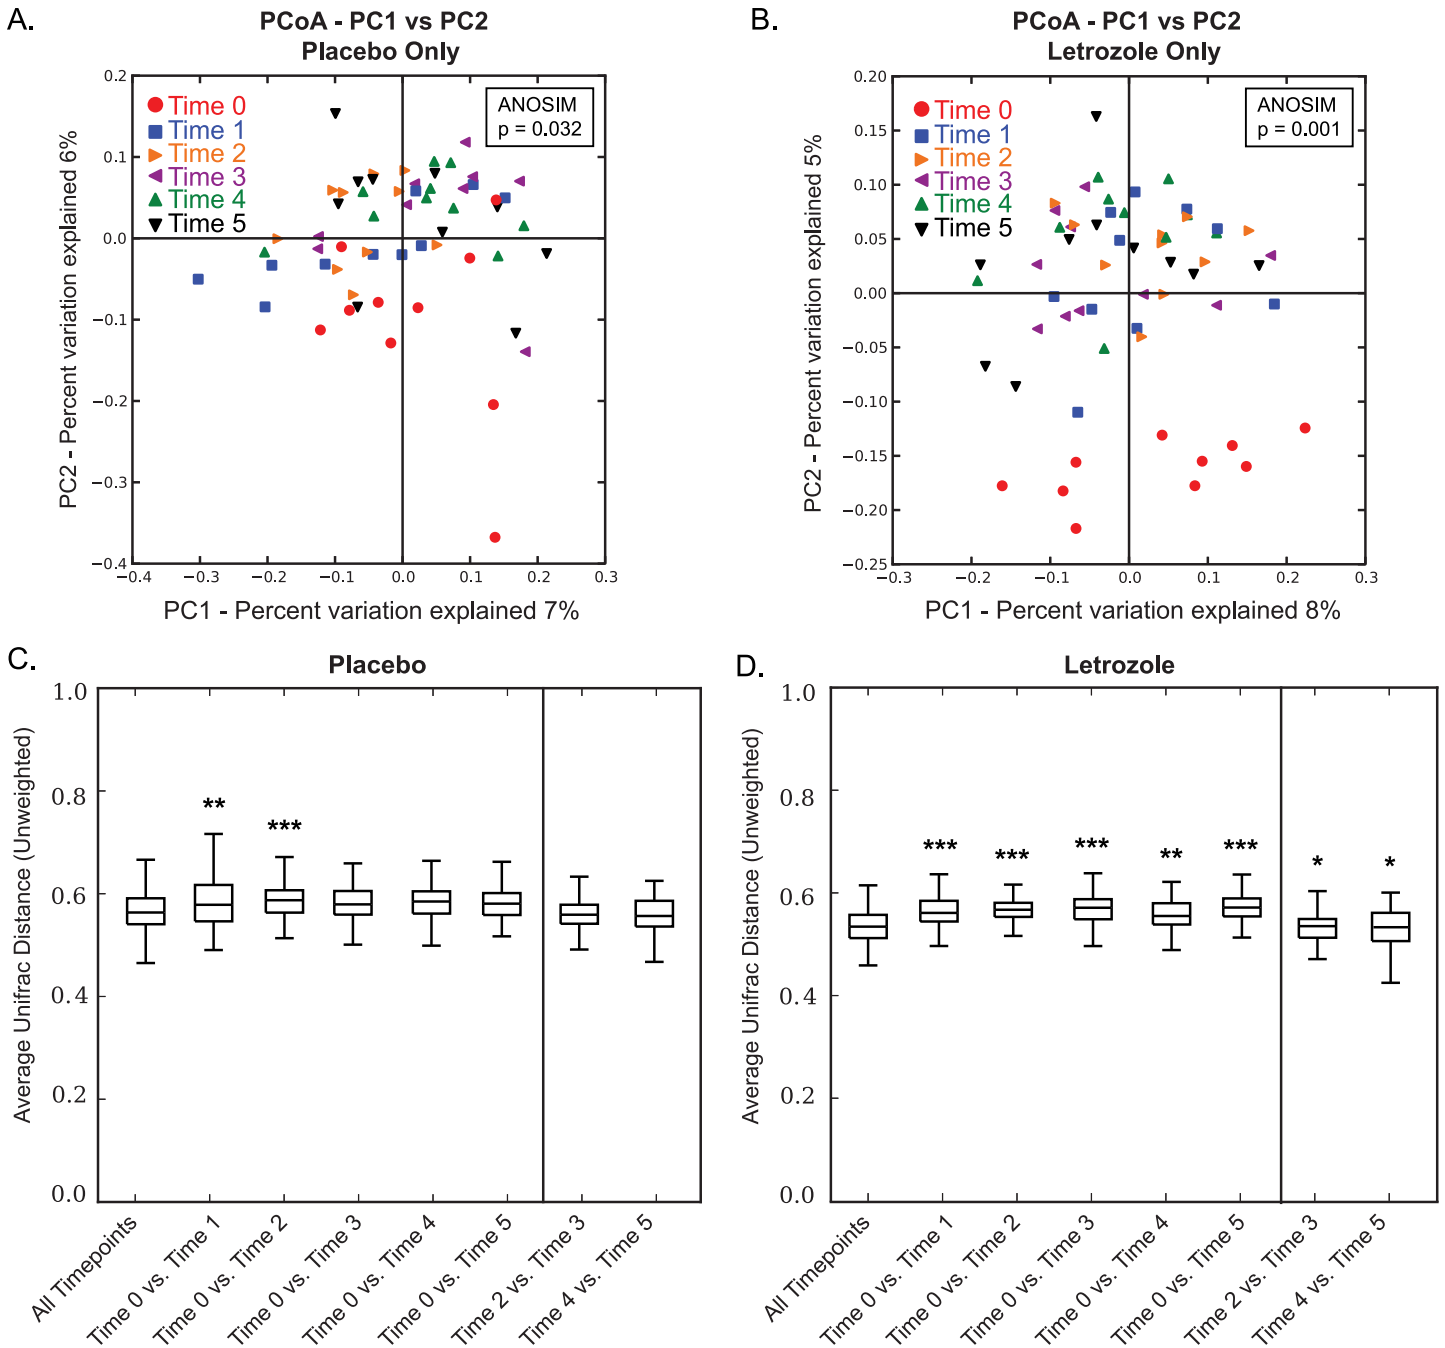 A.
PCoA - PC1 vs PC2
Placebo Only
Time 0
Time 1
Time 2
Time 3
Time 4
Time 5
ANOSIM
p = 0.032
0.2
0.1
0.0
−0.1
−0.2
−0.3
−0.4
PC2 - Percent variation explained 6%
−0.4 −0.3 −0.2 −0.1 0.0 0.1 0.2 0.3
PC1 - Percent variation explained 7%
B.
PCoA - PC1 vs PC2
Letrozole Only
Time 0
Time 1
Time 2
Time 3
Time 4
Time 5
ANOSIM
p = 0.001
0.20
0.15
0.10
0.05
0.00
−0.05
−0.10
−0.15
−0.20
−0.25
PC2 - Percent variation explained 5%
−0.3 −0.2 −0.1 0.0 0.1 0.2 0.3
PC1 - Percent variation explained 8%
C.
Placebo
1.0
0.8
0.6
0.4
0.2
0.0
Average Unifrac Distance (Unweighted)
** ***
All Timepoints
Time 0 vs. Time 1
Time 0 vs. Time 2
Time 0 vs. Time 3
Time 0 vs. Time 4
Time 0 vs. Time 5
Time 2 vs. Time 3
Time 4 vs. Time 5
D.
Letrozole
1.0
0.8
0.6
0.4
0.2
0.0
Average Unifrac Distance (Unweighted)
*** *** *** ** *** * *
All Timepoints
Time 0 vs. Time 1
Time 0 vs. Time 2
Time 0 vs. Time 3
Time 0 vs. Time 4
Time 0 vs. Time 5
Time 2 vs. Time 3
Time 4 vs. Time 5